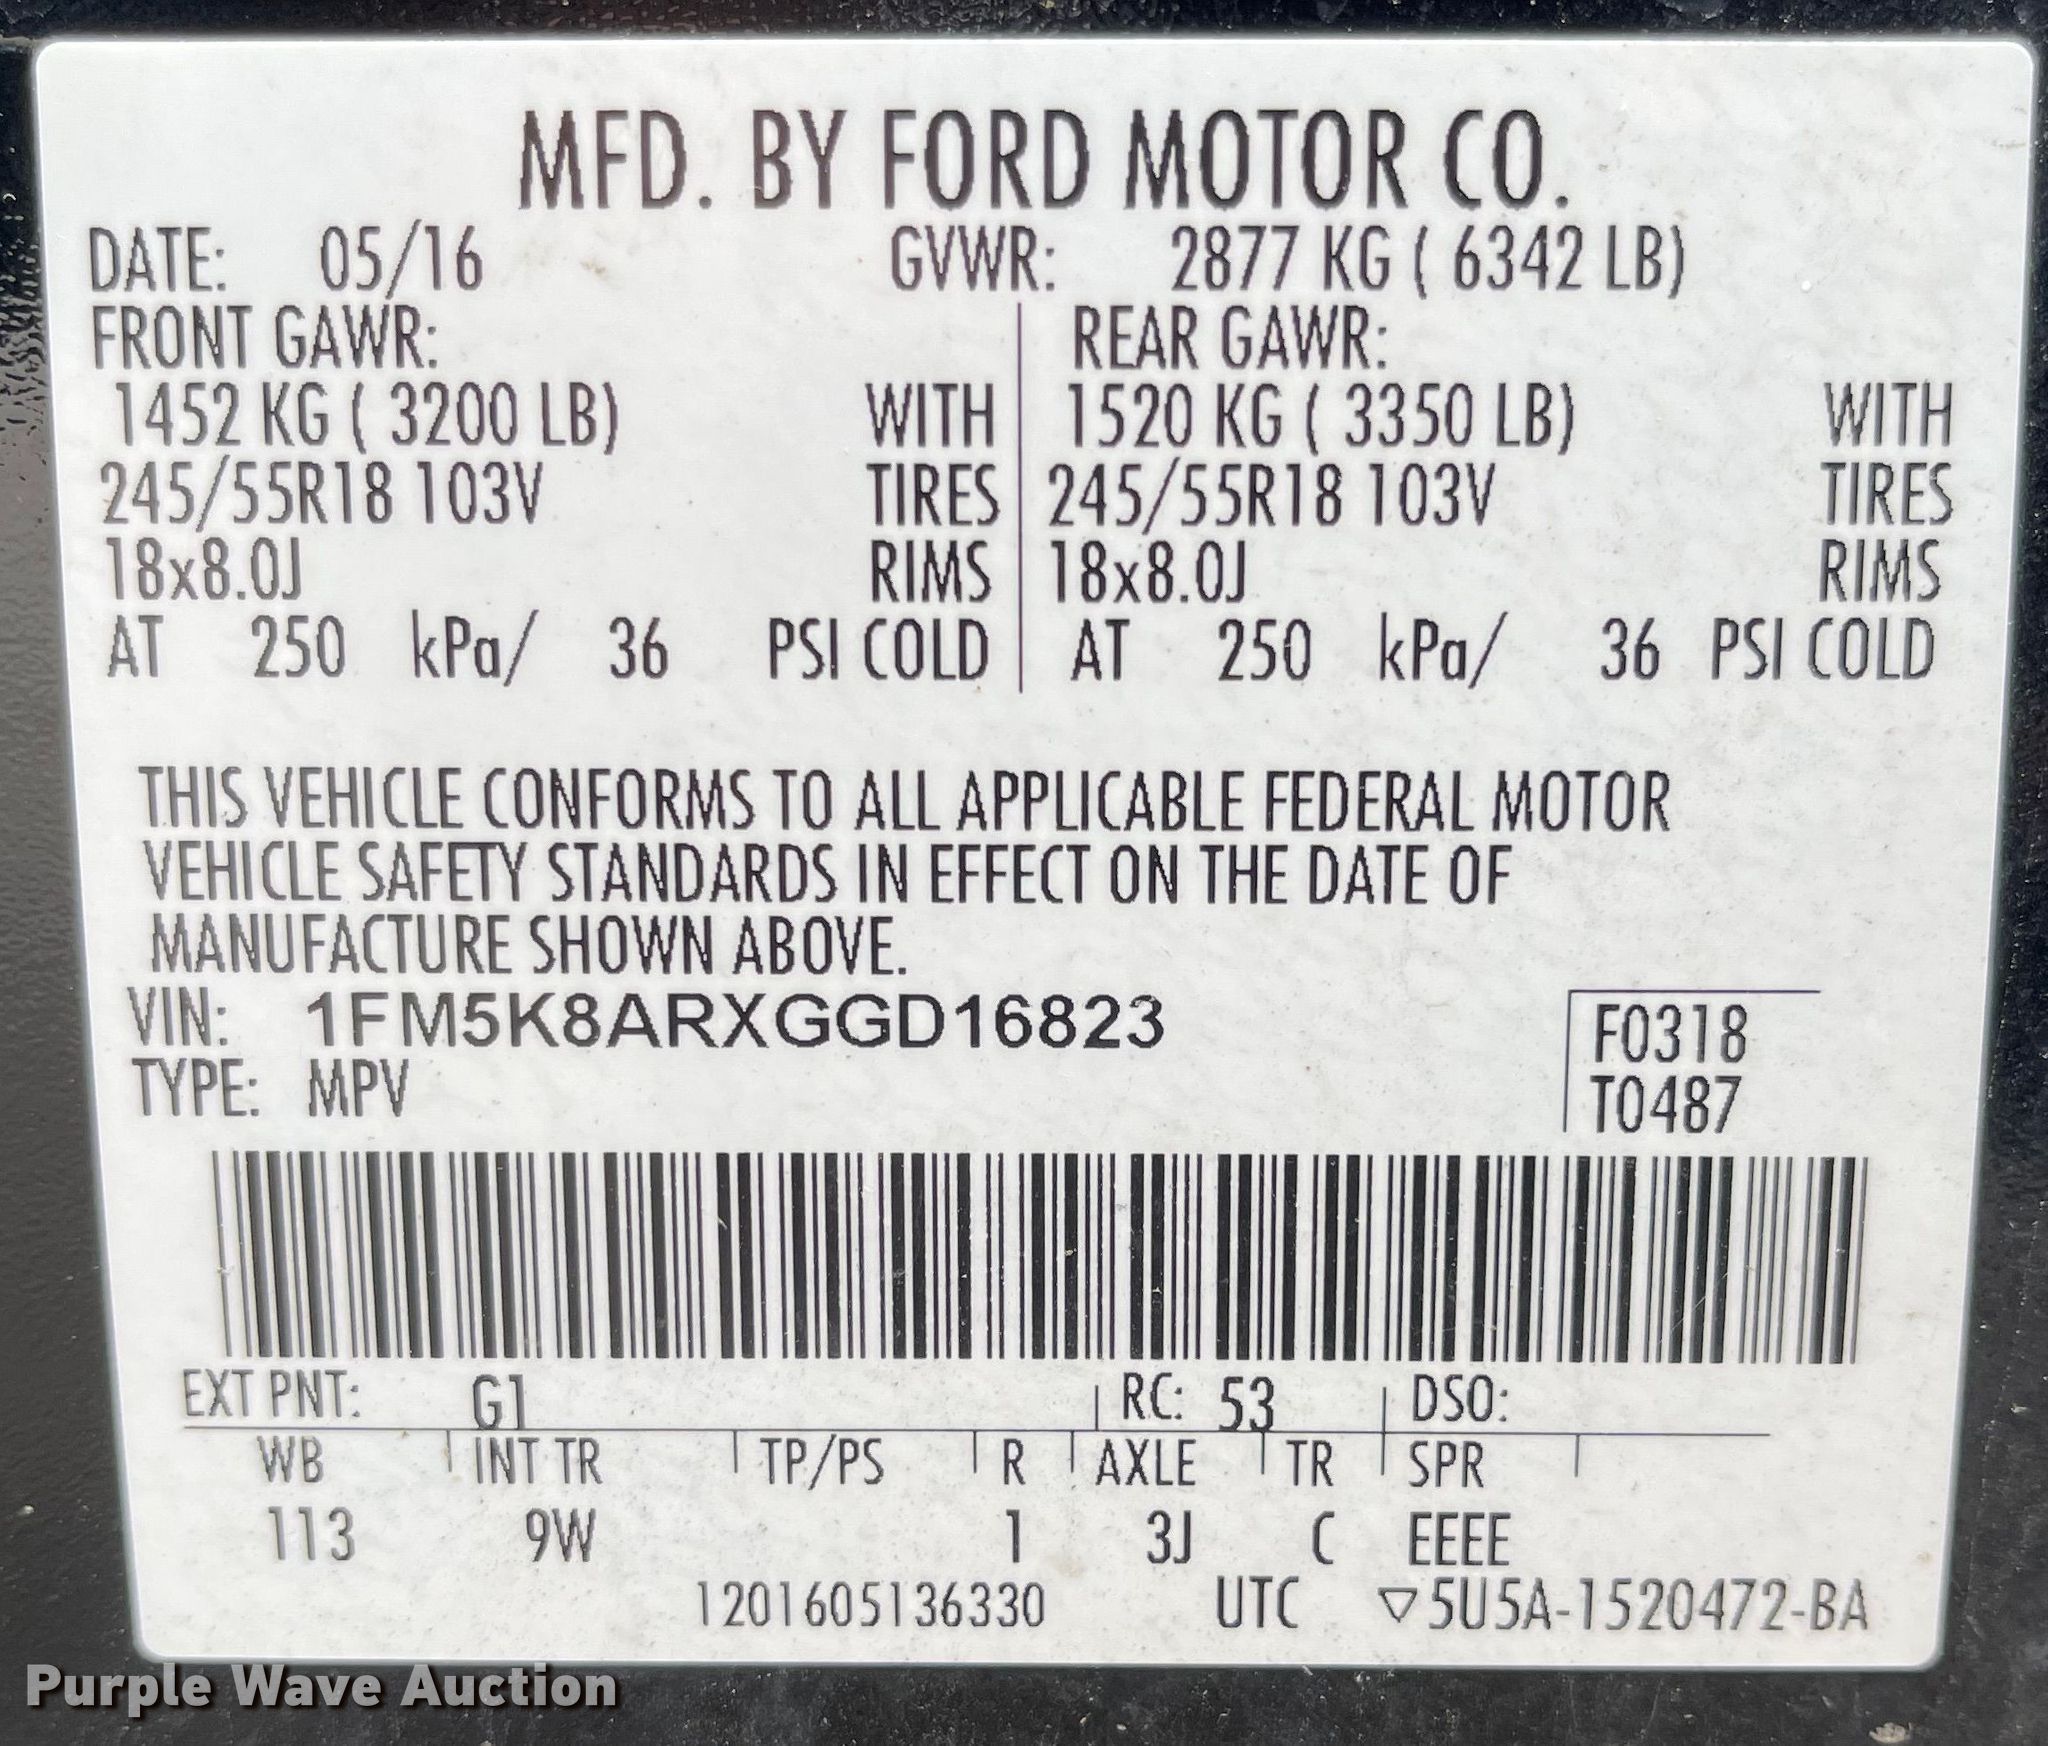 MFD. BY FORD MOTOR CO.
DATE: 05/16 GVWR: 2877 KG ( 6342 LB)
FRONT GAWR: REAR GAWR:
1452 KG ( 3200 LB) WITH 1520 KG ( 3350 LB) WITH
245/55R18 103V TIRES 245/55R18 103V TIRES
18x8.0J RIMS 18x8.0J RIMS
AT 250 kPa/ 36 PSI COLD AT 250 kPa/ 36 PSI COLD
THIS VEHICLE CONFORMS TO ALL APPLICABLE FEDERAL MOTOR
VEHICLE SAFETY STANDARDS IN EFFECT ON THE DATE OF
MANUFACTURE SHOWN ABOVE.
VIN: 1FM5K8ARXGGD16823 F0318
TYPE: MPV T0487
EXT PNT: G1 RC: 53 DSO:
WB INT TR TP/PS R AXLE TR SPR
113 9W 1 3J C EEEE
1201605136330 UTC ▽5U5A-1520472-BA
Purple Wave Auction